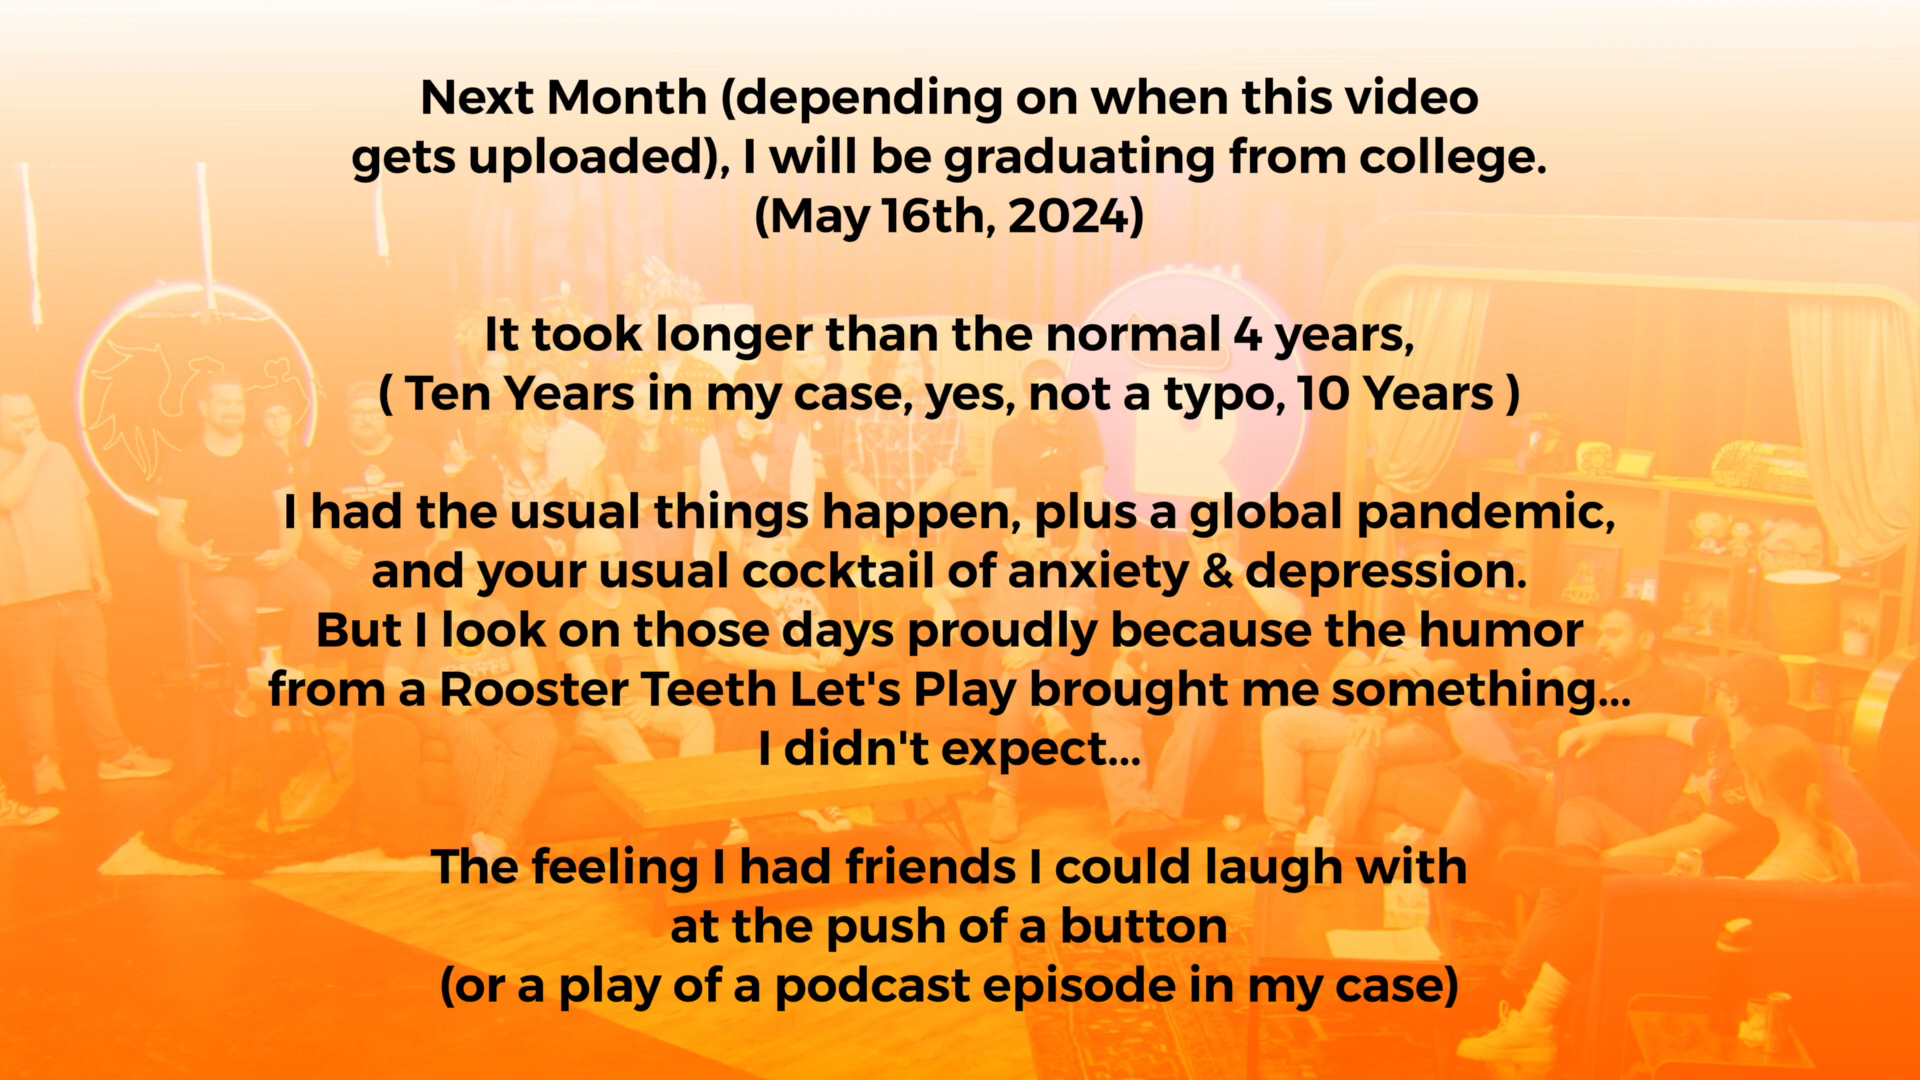 Next Month (depending on when this video
gets uploaded), I will be graduating from college.
(May 16th, 2024)
It took longer than the normal 4 years,
( Ten Years in my case, yes, not a typo, 10 Years )
I had the usual things happen, plus a global pandemic,
and your usual cocktail of anxiety & depression.
But I look on those days proudly because the humor
from a Rooster Teeth Let's Play brought me something...
I didn't expect...
The feeling I had friends I could laugh with
at the push of a button
(or a play of a podcast episode in my case)